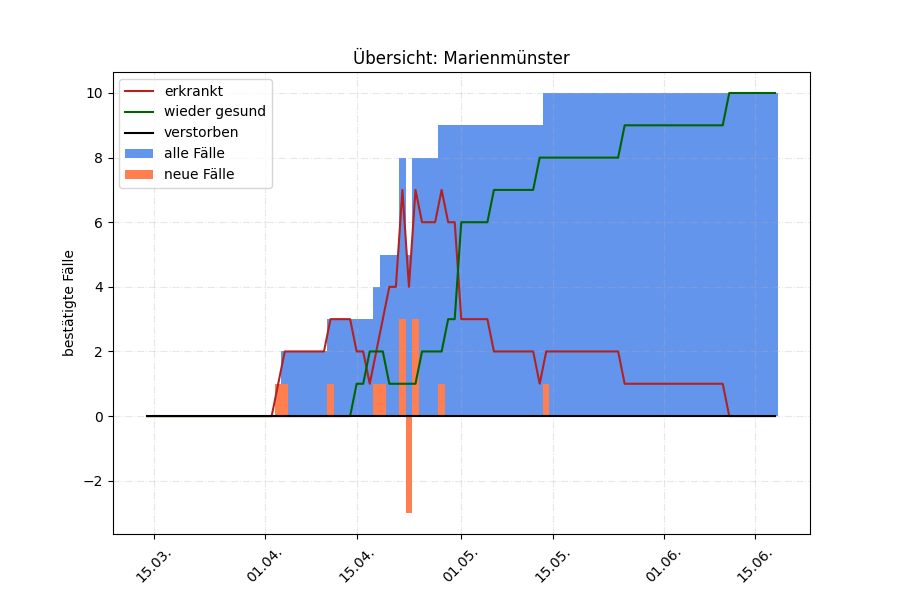 Übersicht: Marienmünster
erkrankt
wieder gesund
verstorben
alle Fälle
neue Fälle
bestätigte Fälle
10
8
6
4
2
0
−2
15.03.
01.04.
15.04.
01.05.
15.05.
01.06.
15.06.